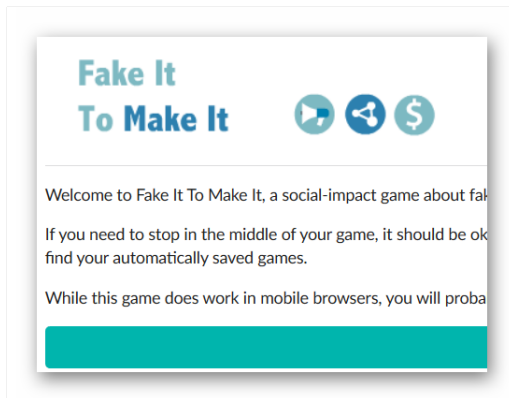 Fake It
To Make It
Welcome to Fake It To Make It, a social-impact game about
If you need to stop in the middle of your game, it should be ok
find your automatically saved games.
While this game does work in mobile browsers, you will